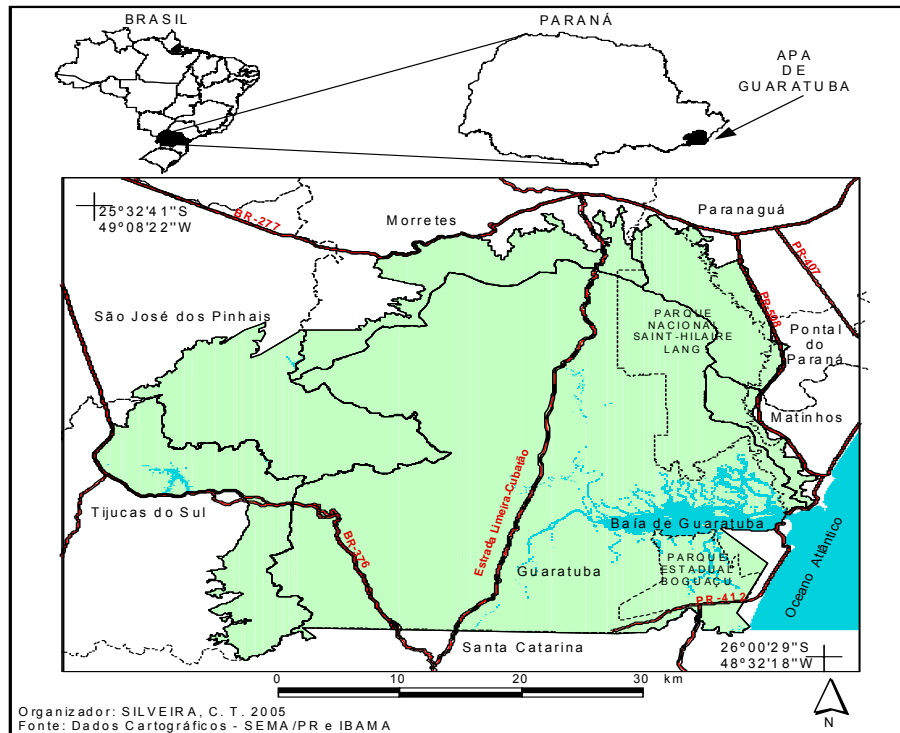 BRASIL
PARANÁ
APA
DE
GUARATUBA
25°32'41"S
49°08'22"W
BR-277
Morretes
Paranaguá
PR-407
PR-508
São José dos Pinhais
PARQUE
NACIONAL
SAINT-HILAIRE
LANG
Pontal
do
Paraná
Matinhos
Estrada Limeira-Cubatão
Tijucas do Sul
BR-376
Baía de Guaratuba
Oceano Atlântico
Guaratuba
PARQUE
ESTADUAL
BOGUAÇU
PR-412
Santa Catarina
26°00'29"S
48°32'18"W
0 10 20 30 km
N
Organizador: SILVEIRA, C. T. 2005
Fonte: Dados Cartográficos - SEMA/PR e IBAMA